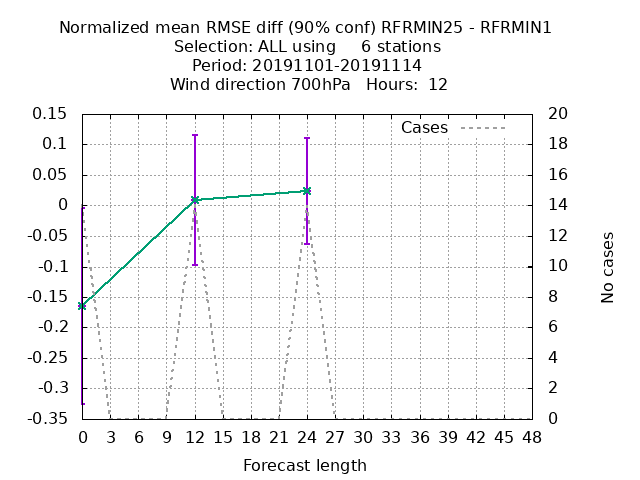 Normalized mean RMSE diff (90% conf) RFRMIN25 - RFRMIN1
Selection: ALL using 6 stations
Period: 20191101-20191114
Wind direction 700hPa Hours: 12
0.15
0.1
0.05
0
-0.05
-0.1
-0.15
-0.2
-0.25
-0.3
-0.35
Cases
20
18
16
14
12
10
8
6
4
2
0
No cases
0 3 6 9 12 15 18 21 24 27 30 33 36 39 42 45 48
Forecast length